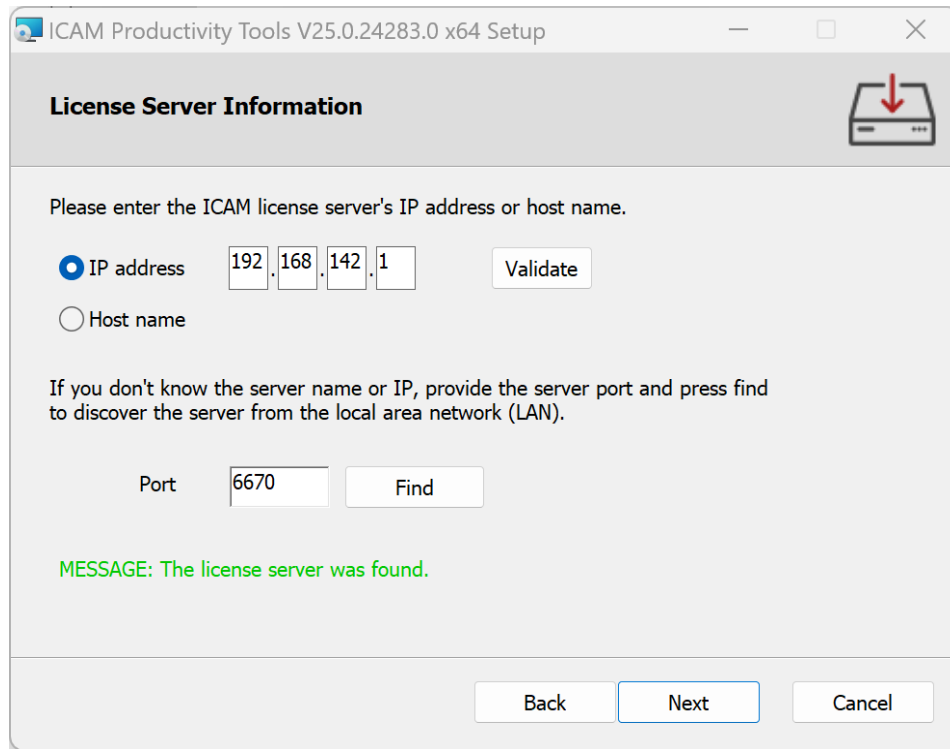 ICAM Productivity Tools V25.0.24283.0 x64 Setup
License Server Information
Please enter the ICAM license server's IP address or host name.
IP address 192 . 168 . 142 . 1 Validate
Host name
If you don't know the server name or IP, provide the server port and press find
to discover the server from the local area network (LAN).
Port 6670 Find
MESSAGE: The license server was found.
Back Next Cancel